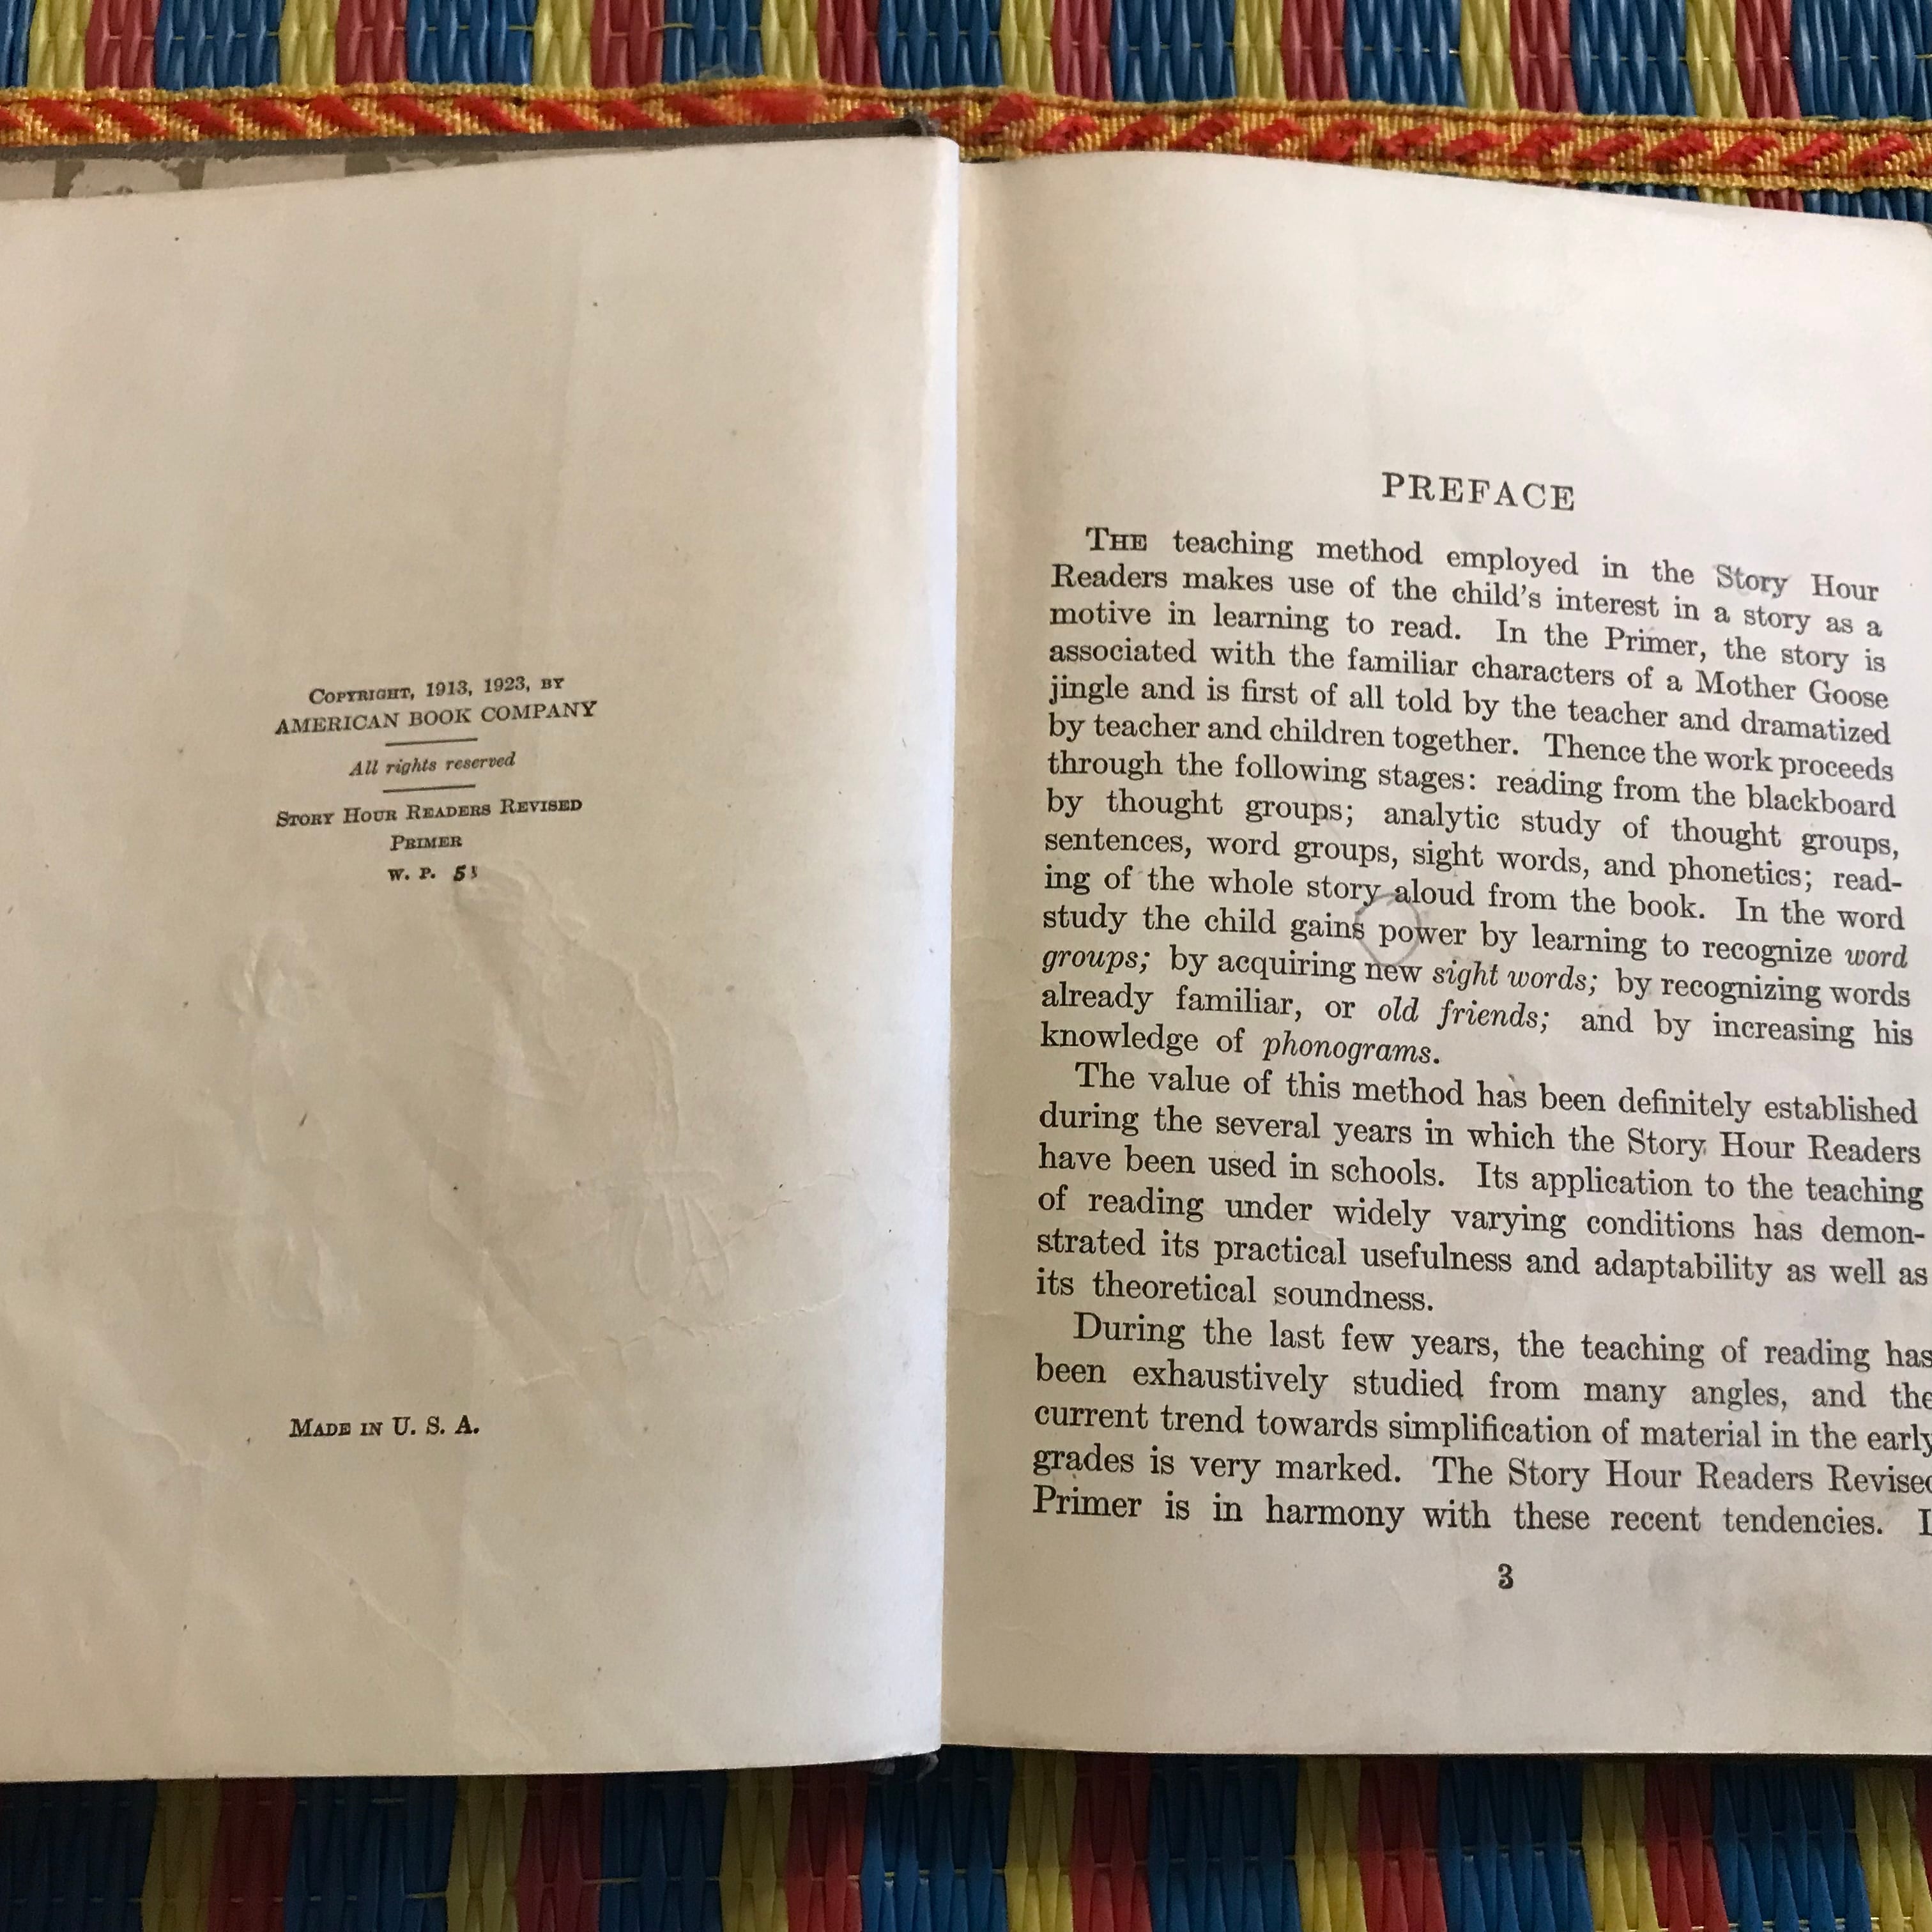 COPYRIGHT, 1913, 1923, BY
AMERICAN BOOK COMPANY
All rights reserved
STORY HOUR READERS REVISED
PRIMER
W. P. 
MADE IN U. S. A.
PREFACE
THE teaching method employed in the Story Hour
Readers makes use of the child's interest in a story as a
motive in learning to read. In the Primer, the story is
associated with the familiar characters of a Mother Goose
jingle and is first of all told by the teacher and dramatized
by teacher and children together. Thence the work proceeds
through the following stages: reading from the blackboard
by thought groups; analytic study of thought groups,
sentences, word groups, sight words, and phonetics; read-
ing of the whole story aloud from the book. In the word
study the child gains power by learning to recognize word
groups; by acquiring new sight words; by recognizing words
already familiar, or old friends; and by increasing his
knowledge of phonograms.
The value of this method has been definitely established
during the several years in which the Story Hour Readers
have been used in schools. Its application to the teaching
of reading under widely varying conditions has demon-
strated its practical usefulness and adaptability as well as
its theoretical soundness.
During the last few years, the teaching of reading has
been exhaustively studied from many angles, and the
current trend towards simplification of material in the early
grades is very marked. The Story Hour Readers Revised
Primer is in harmony with these recent tendencies.
3